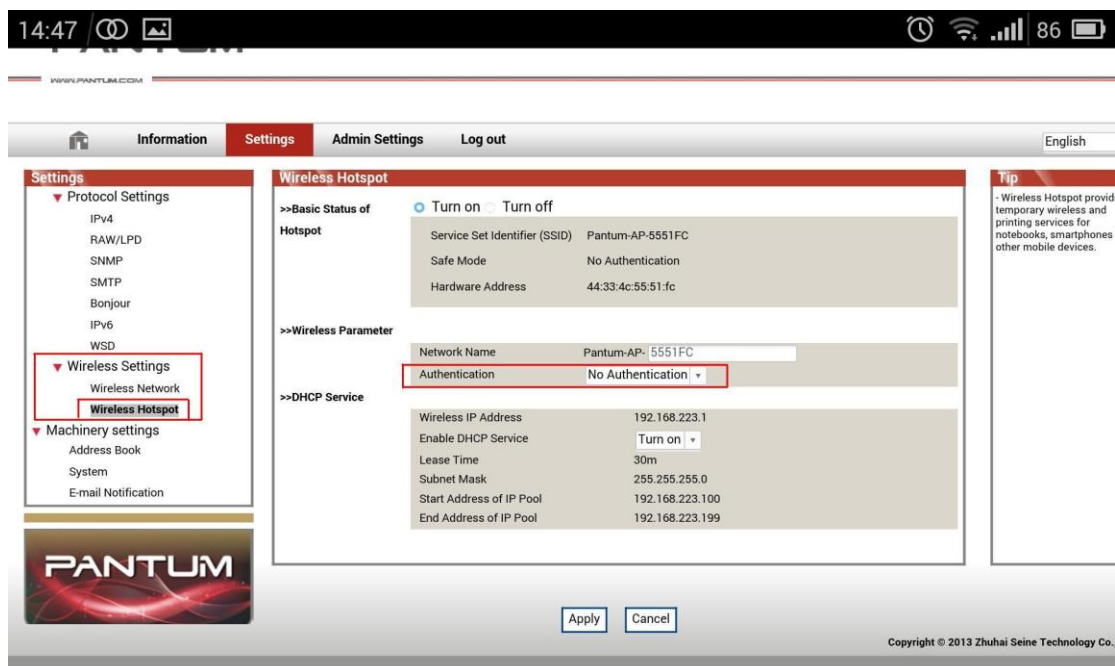 14:47
86
PANTUM
WWW.PANTUM.COM
Information Settings Admin Settings Log out English
Settings
Protocol Settings
IPv4
RAW/LPD
SNMP
SMTP
Bonjour
IPv6
WSD
Wireless Settings
Wireless Network
Wireless Hotspot
Machinery settings
Address Book
System
E-mail Notification
PANTUM
Wireless Hotspot
>>Basic Status of
Hotspot
Turn on Turn off
Service Set Identifier (SSID) Pantum-AP-5551FC
Safe Mode No Authentication
Hardware Address 44:33:4c:55:51:fc
>>Wireless Parameter
Network Name Pantum-AP- 5551FC
Authentication No Authentication
>>DHCP Service
Wireless IP Address 192.168.223.1
Enable DHCP Service Turn on
Lease Time 30m
Subnet Mask 255.255.255.0
Start Address of IP Pool 192.168.223.100
End Address of IP Pool 192.168.223.199
Tip
- Wireless Hotspot provid
temporary wireless and
printing services for
notebooks, smartphones
other mobile devices.
Apply Cancel
Copyright © 2013 Zhuhai Seine Technology Co.